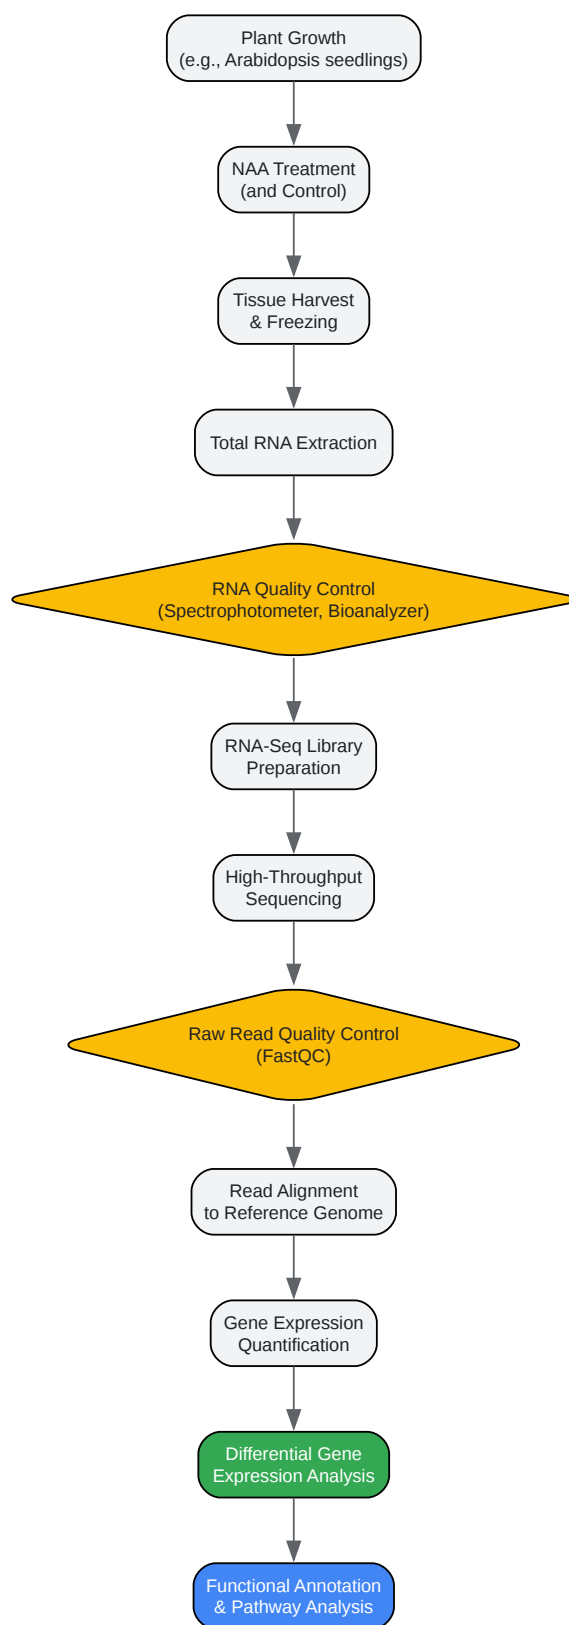 Plant Growth
(e.g., Arabidopsis seedlings)
NAA Treatment
(and Control)
Tissue Harvest
& Freezing
Total RNA Extraction
RNA Quality Control
(Spectrophotometer, Bioanalyzer)
RNA-Seq Library
Preparation
High-Throughput
Sequencing
Raw Read Quality Control
(FastQC)
Read Alignment
to Reference Genome
Gene Expression
Quantification
Differential Gene
Expression Analysis
Functional Annotation
& Pathway Analysis